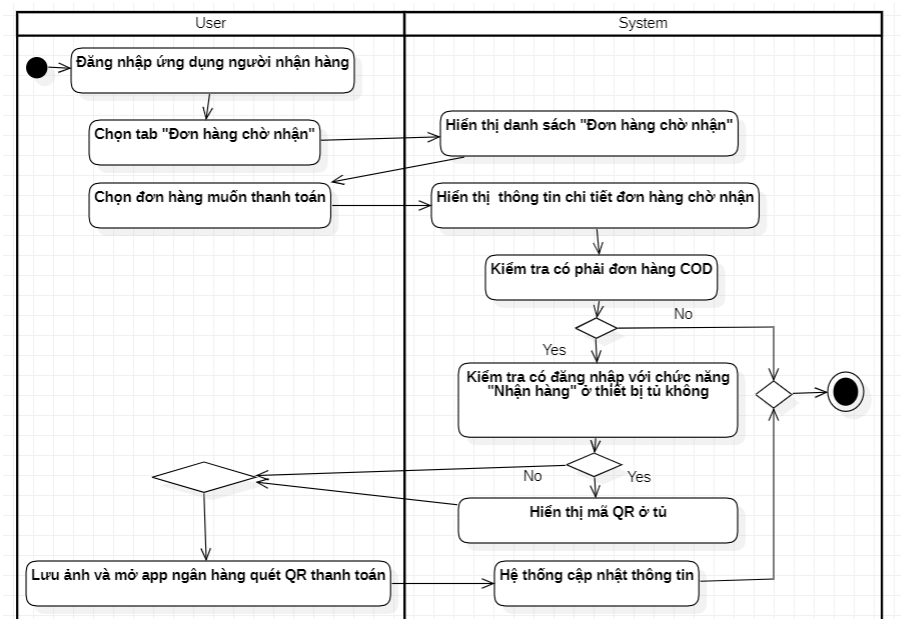 User
System
Đăng nhập ứng dụng người nhận hàng
Chọn tab "Đơn hàng chờ nhận"
Hiển thị danh sách "Đơn hàng chờ nhận"
Chọn đơn hàng muốn thanh toán
Hiển thị thông tin chi tiết đơn hàng chờ nhận
Kiểm tra có phải đơn hàng COD
No
Yes
Kiểm tra có đăng nhập với chức năng
"Nhận hàng" ở thiết bị tủ không
No
Yes
Hiển thị mã QR ở tủ
Lưu ảnh và mở app ngân hàng quét QR thanh toán
Hệ thống cập nhật thông tin